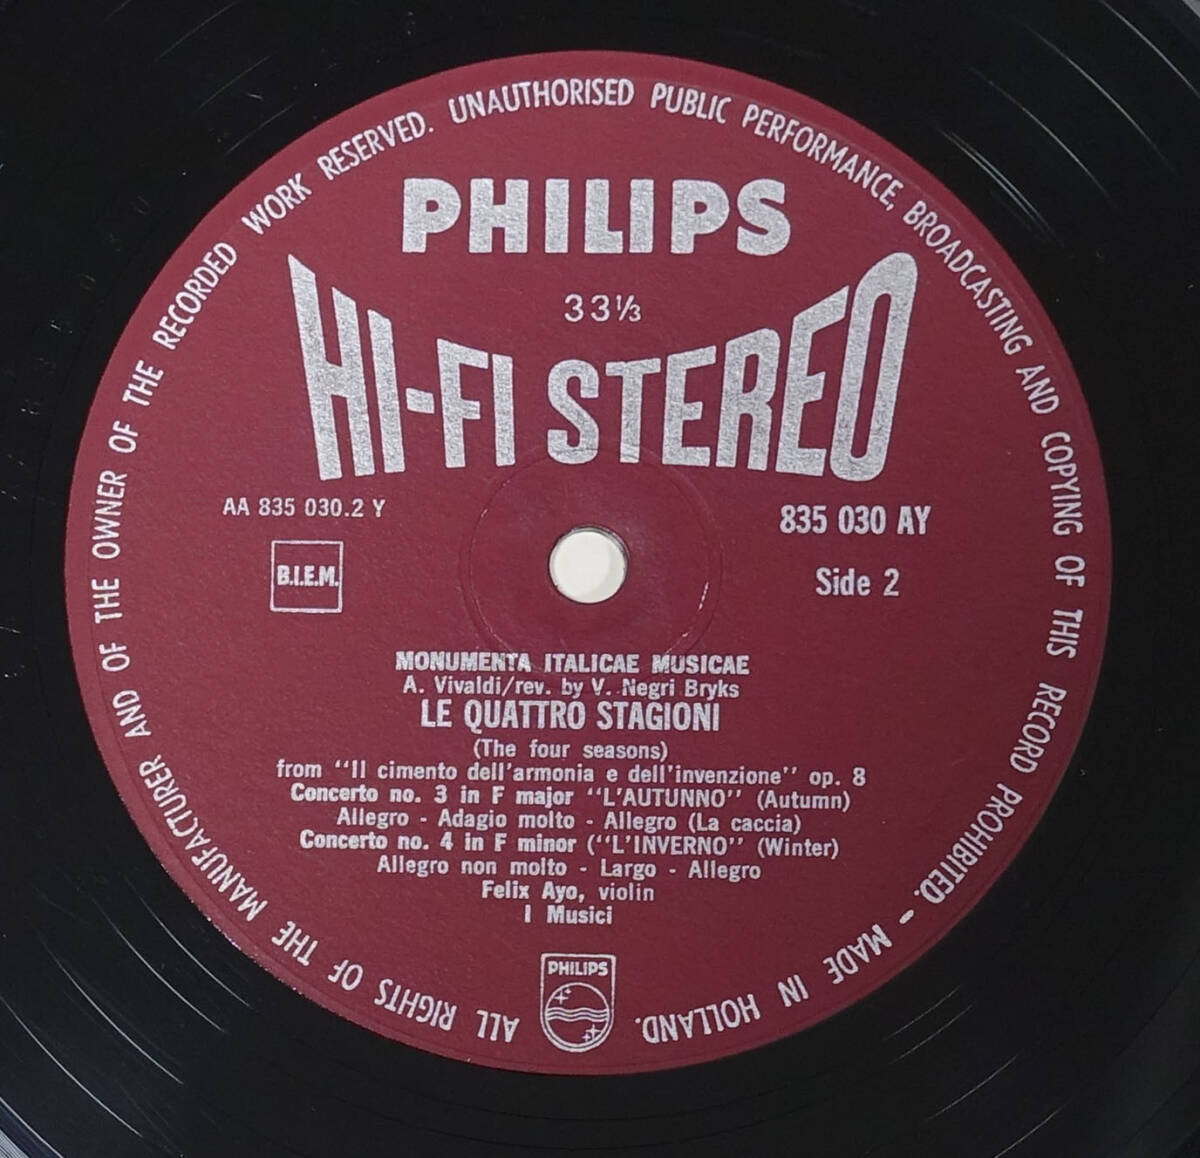 ALL RIGHTS OF THE MANUFACTURER AND OF THE OWNER OF THE RECORDED WORK RESERVED. UNAUTHORISED PUBLIC PERFORMANCE, BROADCASTING AND COPYING OF THIS RECORD PROHIBITED. - MADE IN HOLLAND.
PHILIPS
33⅓
HI-FI STEREO
AA 835 030.2 Y
835 030 AY
B.I.E.M.
Side 2
MONUMENTA ITALICAE MUSICAE
A. Vivaldi/rev. by V. Negri Bryks
LE QUATTRO STAGIONI
(The four seasons)
from "Il cimento dell'armonia e dell'invenzione" op. 8
Concerto no. 3 in F major "L'AUTUNNO" (Autumn)
Allegro - Adagio molto - Allegro (La caccia)
Concerto no. 4 in F minor ("L'INVERNO" (Winter)
Allegro non molto - Largo - Allegro
Felix Ayo, violin
I Musici
PHILIPS